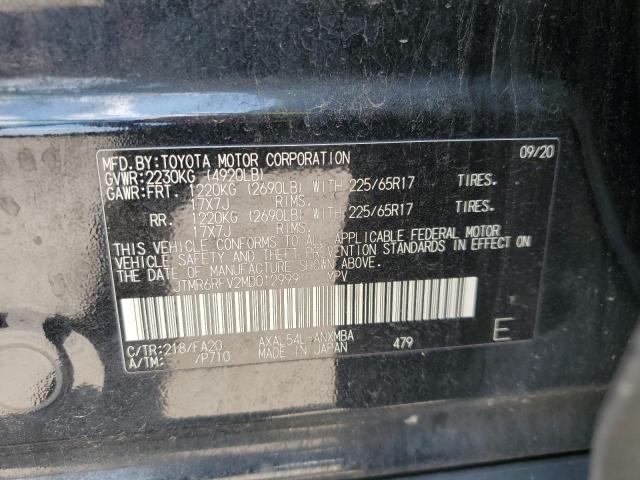 MFD.BY:TOYOTA MOTOR CORPORATION 09/20
GVWR:2230KG (4920LB)
GAWR:FRT. 1220KG (2690LB) WITH 225/65R17 TIRES.
17X7J RIMS.
RR. 1220KG (2690LB) WITH 225/65R17 TIRES.
17X7J RIMS.
THIS VEHICLE CONFORMS TO ALL APPLICABLE FEDERAL MOTOR
VEHICLE SAFETY AND THEFT PREVENTION STANDARDS IN EFFECT ON
THE DATE OF MANUFACTURE SHOWN ABOVE.
JTMR6RFV2MD012999 MPV
C/TR:218/FA20 AXAL54L-ANXMBA 479 E
A/TM: /P710 MADE IN JAPAN